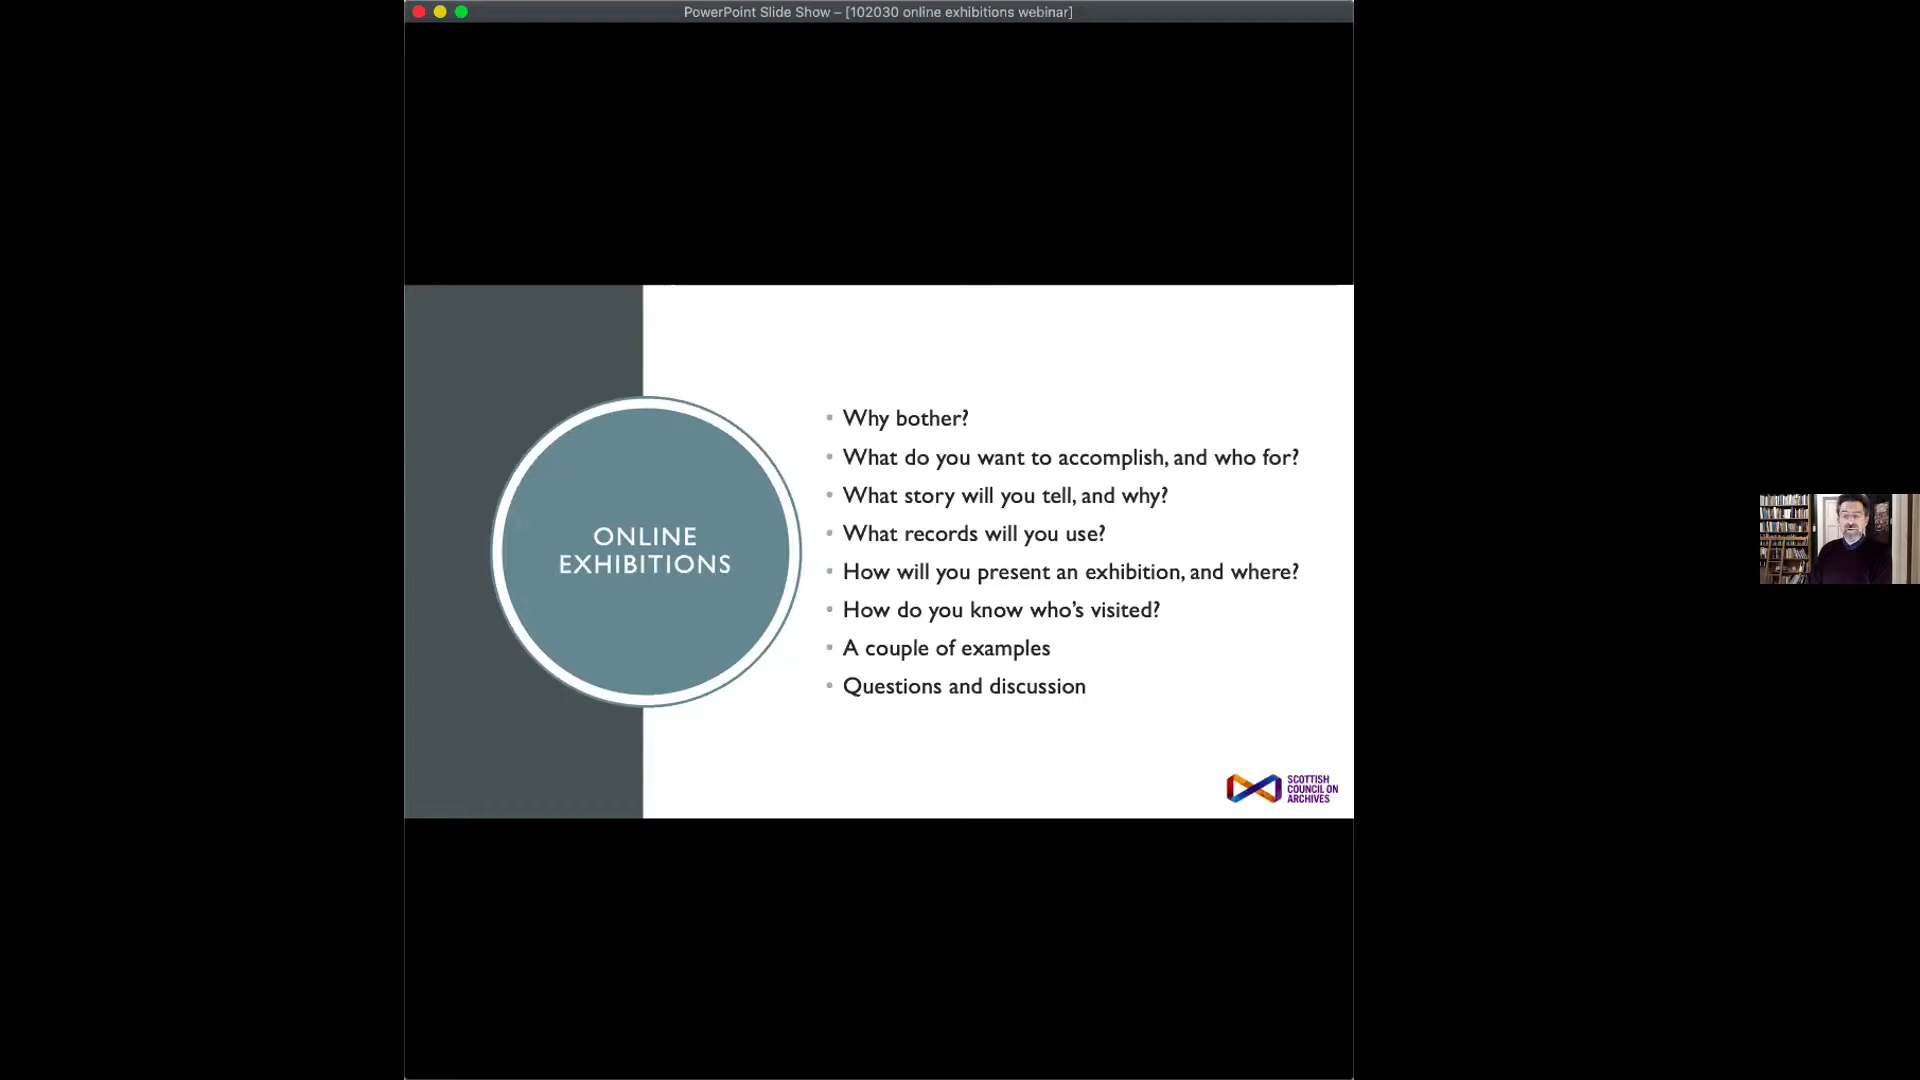 PowerPoint Slide Show – [102030 online exhibitions webinar]
ONLINE
EXHIBITIONS
• Why bother?
• What do you want to accomplish, and who for?
• What story will you tell, and why?
• What records will you use?
• How will you present an exhibition, and where?
• How do you know who's visited?
• A couple of examples
• Questions and discussion
SCOTTISH
COUNCIL ON
ARCHIVES